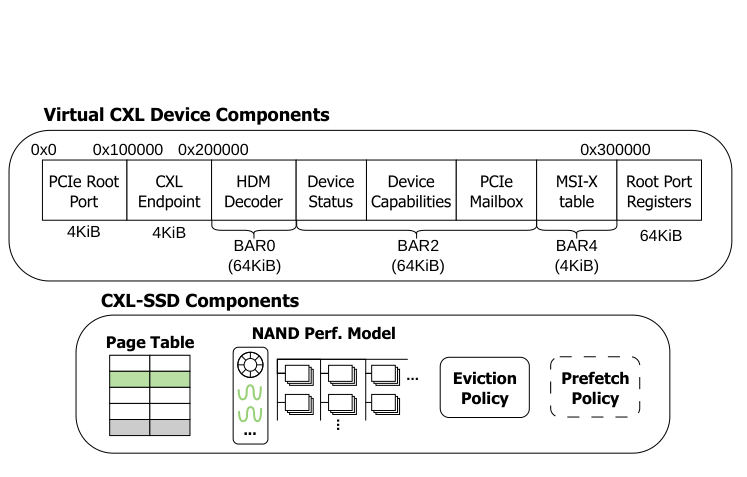 Virtual CXL Device Components
0x0 0x100000 0x200000 0x300000
PCIe Root
Port
CXL
Endpoint
HDM
Decoder
Device
Status
Device
Capabilities
PCIe
Mailbox
MSI-X
table
Root Port
Registers
4KiB
4KiB
BAR0
(64KiB)
BAR2
(64KiB)
BAR4
(4KiB)
64KiB
CXL-SSD Components
Page Table
NAND Perf. Model
...
...
...
Eviction
Policy
Prefetch
Policy